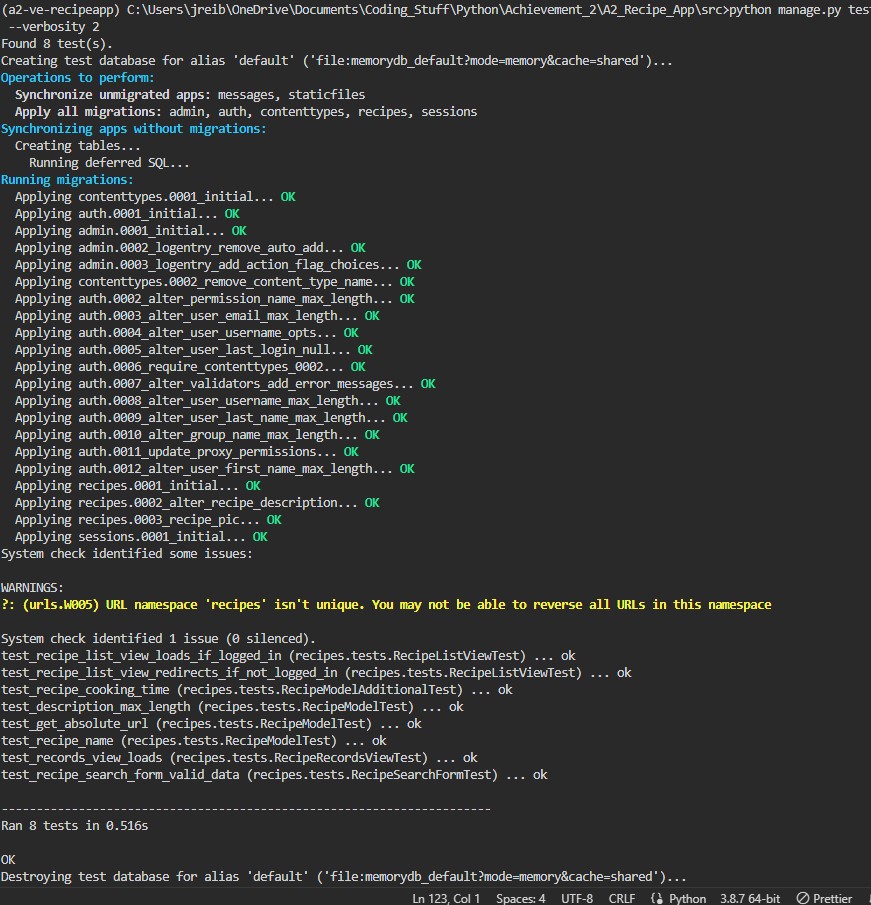 (a2-ve-recipeapp) C:\Users\jreib\OneDrive\Documents\Coding_Stuff\Python\Achievement_2\A2_Recipe_App\src>python manage.py tes
--verbosity 2
Found 8 test(s).
Creating test database for alias 'default' ('file:memorydb_default?mode=memory&cache=shared')...
Operations to perform:
Synchronize unmigrated apps: messages, staticfiles
Apply all migrations: admin, auth, contenttypes, recipes, sessions
Synchronizing apps without migrations:
Creating tables...
Running deferred SQL...
Running migrations:
Applying contenttypes.0001_initial... OK
Applying auth.0001_initial... OK
Applying admin.0001_initial... OK
Applying admin.0002_logentry_remove_auto_add... OK
Applying admin.0003_logentry_add_action_flag_choices... OK
Applying contenttypes.0002_remove_content_type_name... OK
Applying auth.0002_alter_permission_name_max_length... OK
Applying auth.0003_alter_user_email_max_length... OK
Applying auth.0004_alter_user_username_opts... OK
Applying auth.0005_alter_user_last_login_null... OK
Applying auth.0006_require_contenttypes_0002... OK
Applying auth.0007_alter_validators_add_error_messages... OK
Applying auth.0008_alter_user_username_max_length... OK
Applying auth.0009_alter_user_last_name_max_length... OK
Applying auth.0010_alter_group_name_max_length... OK
Applying auth.0011_update_proxy_permissions... OK
Applying auth.0012_alter_user_first_name_max_length... OK
Applying recipes.0001_initial... OK
Applying recipes.0002_alter_recipe_description... OK
Applying recipes.0003_recipe_pic... OK
Applying sessions.0001_initial... OK
System check identified some issues:
WARNINGS:
?: (urls.W005) URL namespace 'recipes' isn't unique. You may not be able to reverse all URLs in this namespace
System check identified 1 issue (0 silenced).
test_recipe_list_view_loads_if_logged_in (recipes.tests.RecipeListViewTest) ... ok
test_recipe_list_view_redirects_if_not_logged_in (recipes.tests.RecipeListViewTest) ... ok
test_recipe_cooking_time (recipes.tests.RecipeModelAdditionalTest) ... ok
test_description_max_length (recipes.tests.RecipeModelTest) ... ok
test_get_absolute_url (recipes.tests.RecipeModelTest) ... ok
test_recipe_name (recipes.tests.RecipeModelTest) ... ok
test_records_view_loads (recipes.tests.RecipeRecordsViewTest) ... ok
test_recipe_search_form_valid_data (recipes.tests.RecipeSearchFormTest) ... ok
----------------------------------------------------------------------
Ran 8 tests in 0.516s
OK
Destroying test database for alias 'default' ('file:memorydb_default?mode=memory&cache=shared')...
Ln 123, Col 1 Spaces: 4 UTF-8 CRLF Python 3.8.7 64-bit Prettier